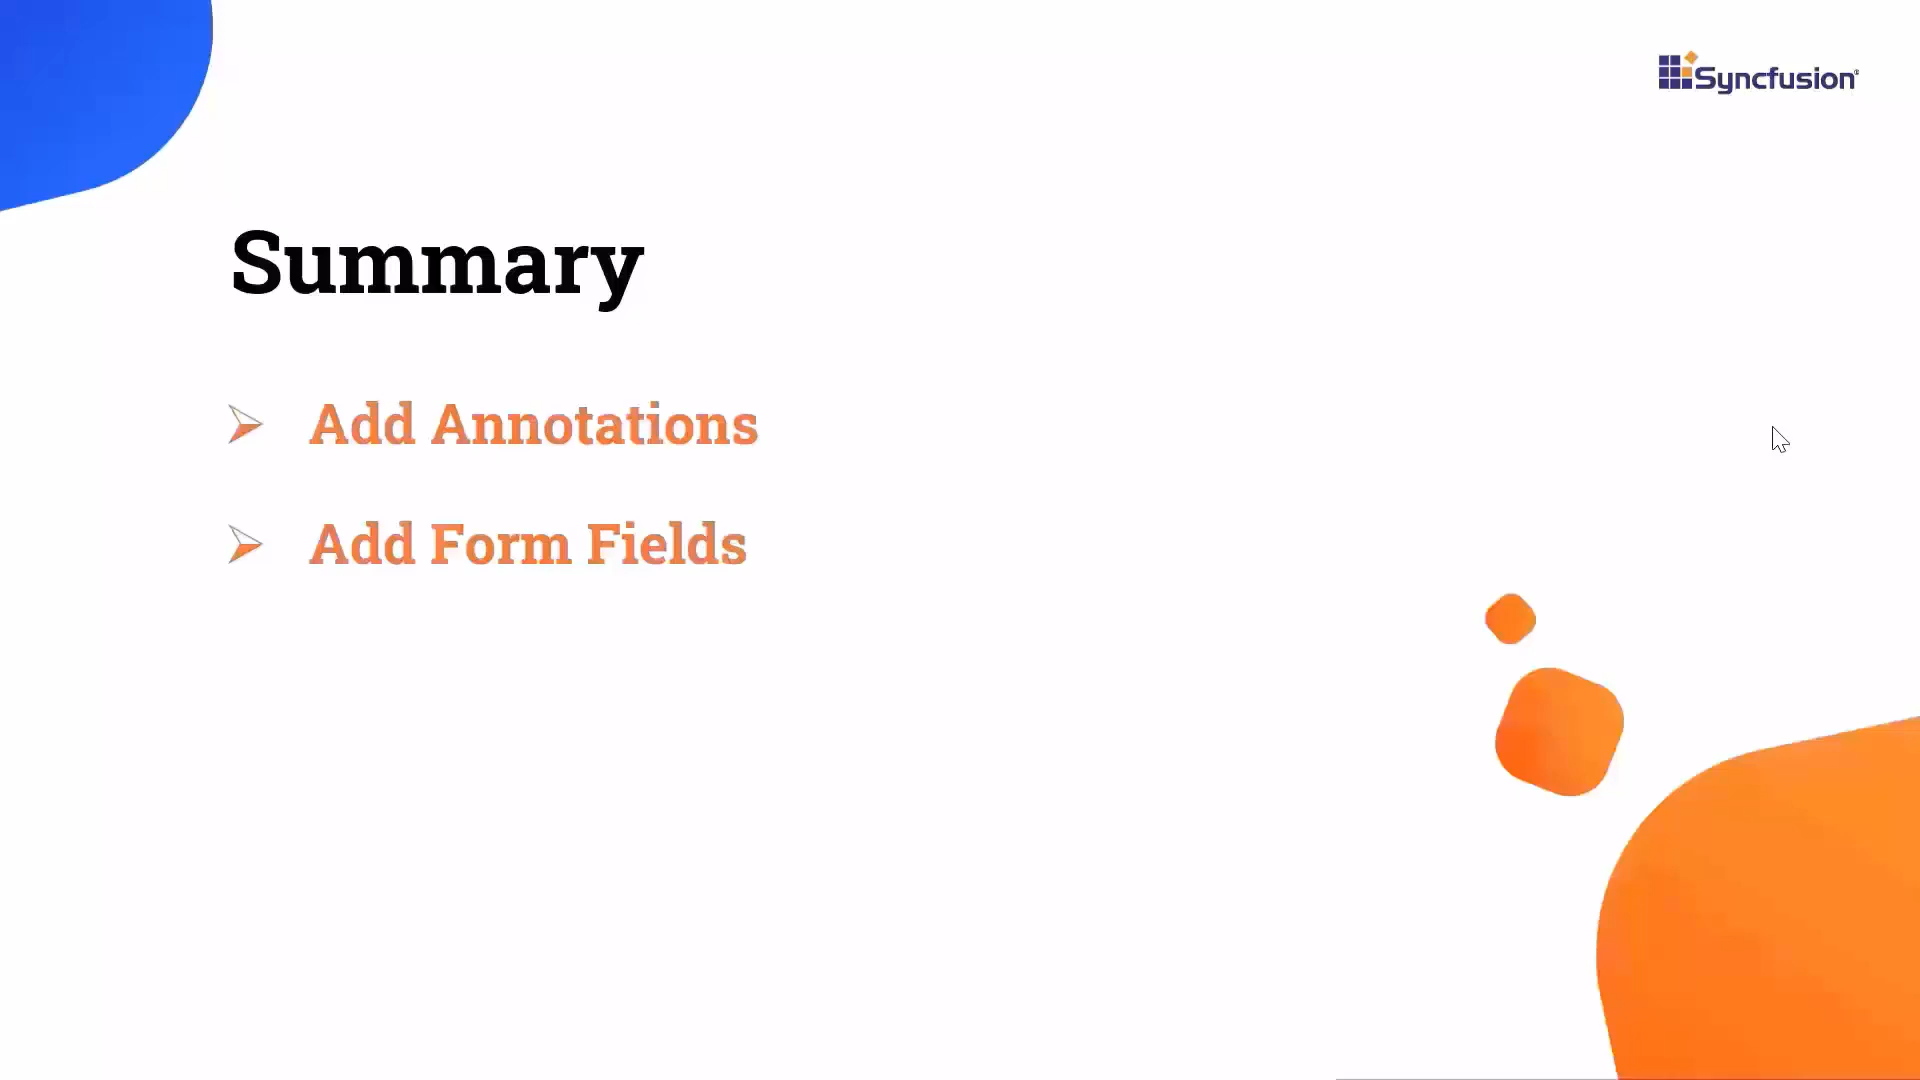 Syncfusion®
Summary
➢ Add Annotations
➢ Add Form Fields